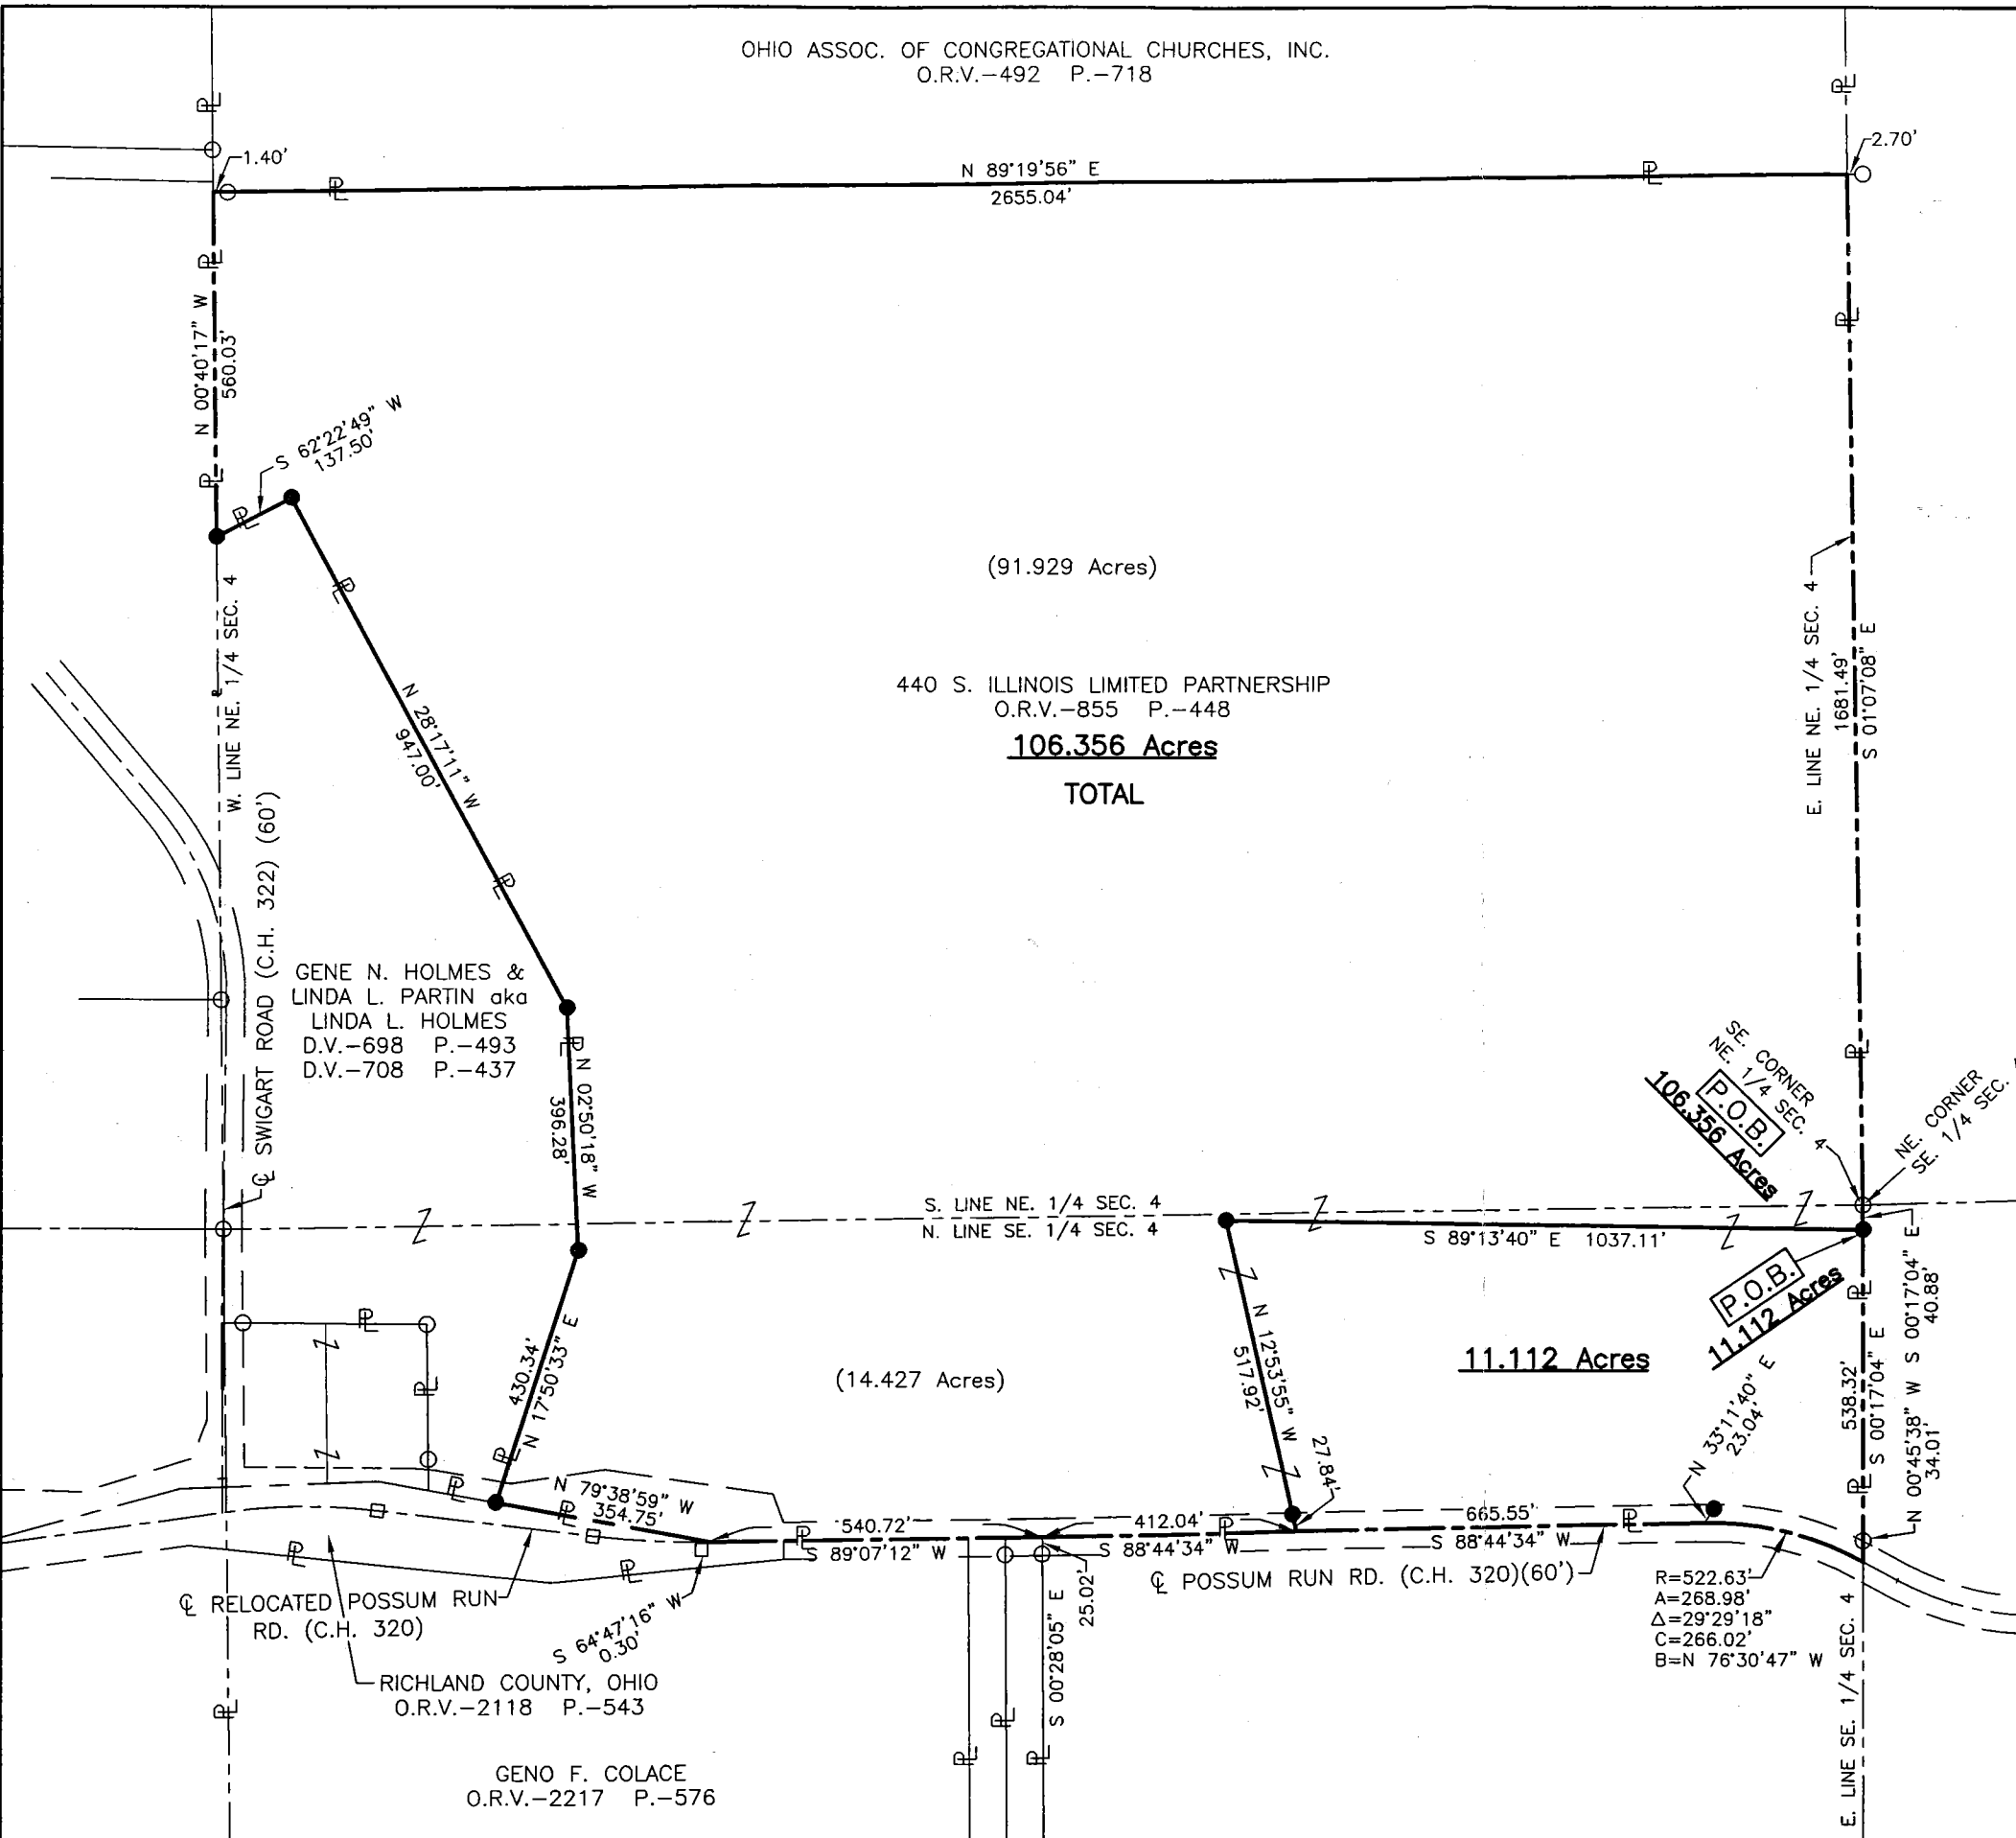 OHIO ASSOC. OF CONGREGATIONAL CHURCHES, INC.
O.R.V.-492 P.-718
1.40'
2.70'
N 89°19'56" E
2655.04'
N 00°40'17" W
560.03'
S 62°22'49" W
137.50'
W. LINE NE. 1/4 SEC. 4
N 28°17'11" W
947.00'
(91.929 Acres)
440 S. ILLINOIS LIMITED PARTNERSHIP
O.R.V.-855 P.-448
106.356 Acres
TOTAL
E. LINE NE. 1/4 SEC. 4
1681.49'
S 01°07'08" E
℄ SWIGART ROAD (C.H. 322) (60')
GENE N. HOLMES &
LINDA L. PARTIN aka
LINDA L. HOLMES
D.V.-698 P.-493
D.V.-708 P.-437
N 02°50'18" W
396.28'
SE. CORNER
NE. 1/4 SEC. 4
P.O.B.
106.356 Acres
NE. CORNER
SE. 1/4 SEC.
S. LINE NE. 1/4 SEC. 4
N. LINE SE. 1/4 SEC. 4
S 89°13'40" E 1037.11'
P.O.B.
11.112 Acres
S 00°17'04" E
40.88'
430.34'
N 17°50'33" E
(14.427 Acres)
N 12°53'55" W
517.92'
11.112 Acres
538.32'
S 00°17'04" E
N 00°45'38" W
34.01'
N 33°11'40" E
23.04'
27.84'
N 79°38'59" W
354.75'
540.72'
S 89°07'12" W
412.04'
S 88°44'34" W
665.55'
S 88°44'34" W
℄ POSSUM RUN RD. (C.H. 320)(60')
25.02'
S 00°28'05" E
R=522.63'
A=268.98'
Δ=29°29'18"
C=266.02'
B=N 76°30'47" W
℄ RELOCATED POSSUM RUN
RD. (C.H. 320)
S 64°47'16" W
0.30'
RICHLAND COUNTY, OHIO
O.R.V.-2118 P.-543
GENO F. COLACE
O.R.V.-2217 P.-576
E. LINE SE. 1/4 SEC. 4